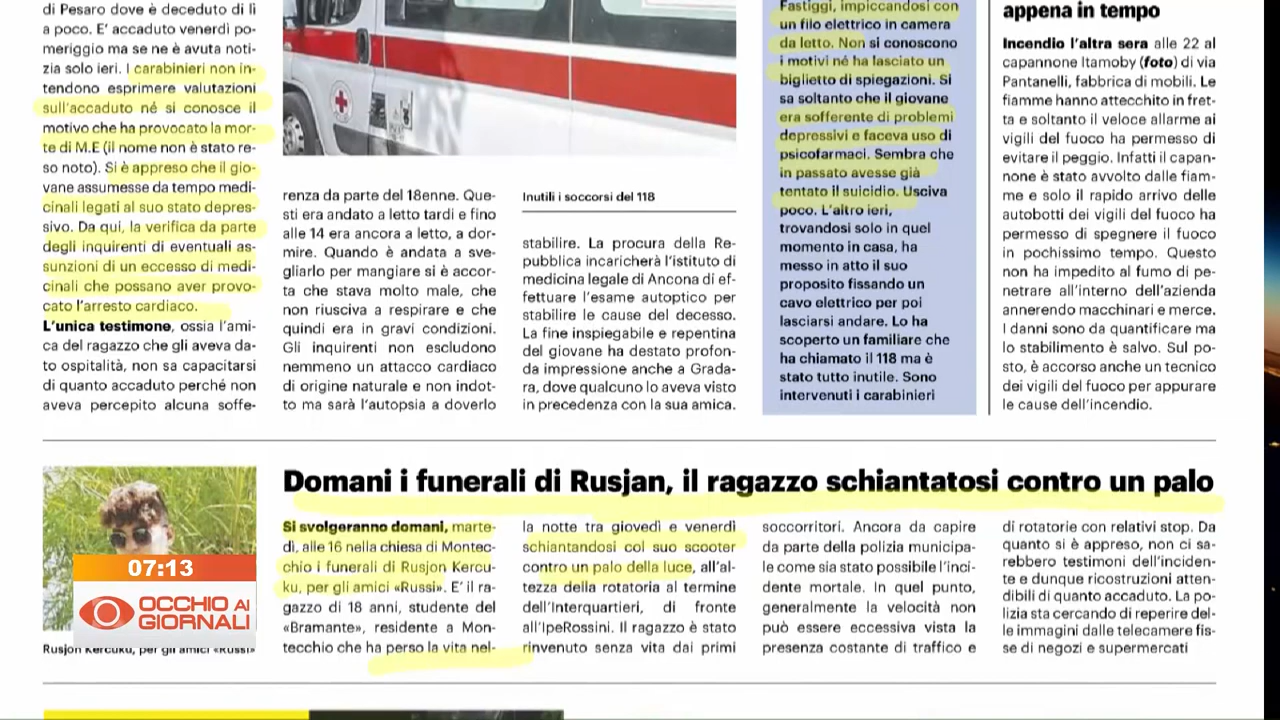 di Pesaro dove è deceduto di lì
a poco. E' accaduto venerdì po-
meriggio ma se ne è avuta noti-
zia solo ieri. I carabinieri non in-
tendono esprimere valutazioni
sull'accaduto né si conosce il
motivo che ha provocato la mor-
te di M.E (il nome non è stato re-
so noto). Si è appreso che il gio-
vane assumesse da tempo medi-
cinali legati al suo stato depres-
sivo. Da qui, la verifica da parte
degli inquirenti di eventuali as-
sunzioni di un eccesso di medi-
cinali che possano aver provo-
cato l'arresto cardiaco.
L'unica testimone, ossia l'ami-
ca del ragazzo che gli aveva da-
to ospitalità, non sa capacitarsi
di quanto accaduto perché non
aveva percepito alcuna soffe-
renza da parte del 18enne. Que-
sti era andato a letto tardi e fino
alle 14 era ancora a letto, a dor-
mire. Quando è andata a sve-
gliarlo per mangiare si è accor-
ta che stava molto male, che
non riusciva a respirare e che
quindi era in gravi condizioni.
Gli inquirenti non escludono
nemmeno un attacco cardiaco
di origine naturale e non indot-
to ma sarà l'autopsia a doverlo
Inutili i soccorsi del 118
stabilire. La procura della Re-
pubblica incaricherà l'istituto di
medicina legale di Ancona di ef-
fettuare l'esame autoptico per
stabilire le cause del decesso.
La fine inspiegabile e repentina
del giovane ha destato profon-
da impressione anche a Grada-
ra, dove qualcuno lo aveva visto
in precedenza con la sua amica.
Fastiggi, impiccandosi con
un filo elettrico in camera
da letto. Non si conoscono
i motivi né ha lasciato un
biglietto di spiegazioni. Si
sa soltanto che il giovane
era sofferente di problemi
depressivi e faceva uso di
psicofarmaci. Sembra che
in passato avesse già
tentato il suicidio. Usciva
poco. L'altro ieri,
trovandosi solo in quel
momento in casa, ha
messo in atto il suo
proposito fissando un
cavo elettrico per poi
lasciarsi andare. Lo ha
scoperto un familiare che
ha chiamato il 118 ma è
stato tutto inutile. Sono
intervenuti i carabinieri
appena in tempo
Incendio l'altra sera alle 22 al
capannone Itamoby (foto) di via
Pantanelli, fabbrica di mobili. Le
fiamme hanno attecchito in fret-
ta e soltanto il veloce allarme ai
vigili del fuoco ha permesso di
evitare il peggio. Infatti il capan-
none è stato avvolto dalle fiam-
me e solo il rapido arrivo delle
autobotti dei vigili del fuoco ha
permesso di spegnere il fuoco
in pochissimo tempo. Questo
non ha impedito al fumo di pe-
netrare all'interno dell'azienda
annerendo macchinari e merce.
I danni sono da quantificare ma
lo stabilimento è salvo. Sul po-
sto, è accorso anche un tecnico
dei vigili del fuoco per appurare
le cause dell'incendio.
Domani i funerali di Rusjan, il ragazzo schiantatosi contro un palo
Rusjon Kercuku, per gli amici «Russi»
Si svolgeranno domani, marte-
dì, alle 16 nella chiesa di Montec-
chio i funerali di Rusjon Kercu-
ku, per gli amici «Russi». E' il ra-
gazzo di 18 anni, studente del
«Bramante», residente a Mon-
tecchio che ha perso la vita nel-
la notte tra giovedì e venerdì
schiantandosi col suo scooter
contro un palo della luce, all'al-
tezza della rotatoria al termine
dell'Interquartieri, di fronte
all'IpeRossini. Il ragazzo è stato
rinvenuto senza vita dai primi
soccorritori. Ancora da capire
da parte della polizia municipa-
le come sia stato possibile l'inci-
dente mortale. In quel punto,
generalmente la velocità non
può essere eccessiva vista la
presenza costante di traffico e
di rotatorie con relativi stop. Da
quanto si è appreso, non ci sa-
rebbero testimoni dell'inciden-
te e dunque ricostruzioni atten-
dibili di quanto accaduto. La po-
lizia sta cercando di reperire del-
le immagini dalle telecamere fis-
se di negozi e supermercati
07:13
OCCHIO AI
GIORNALI